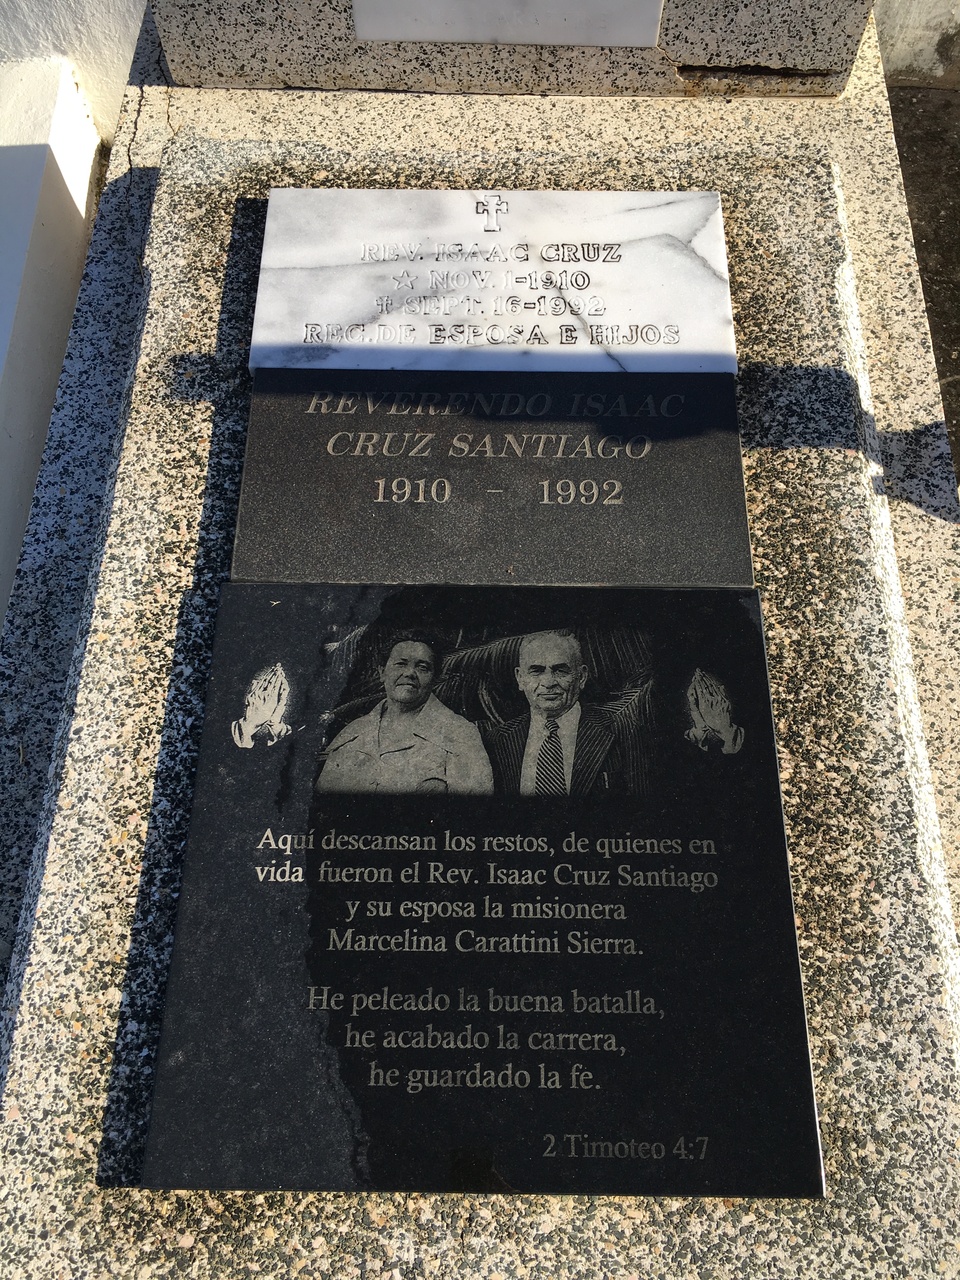 REV. ISAAC CRUZ
☆ NOV. 1-1910
✝ SEPT. 16-1992
REC. DE ESPOSA E HIJOS
REVERENDO ISAAC
CRUZ SANTIAGO
1910 - 1992
Aquí descansan los restos, de quienes en
vida fueron el Rev. Isaac Cruz Santiago
y su esposa la misionera
Marcelina Carattini Sierra.
He peleado la buena batalla,
he acabado la carrera,
he guardado la fe.
2 Timoteo 4:7